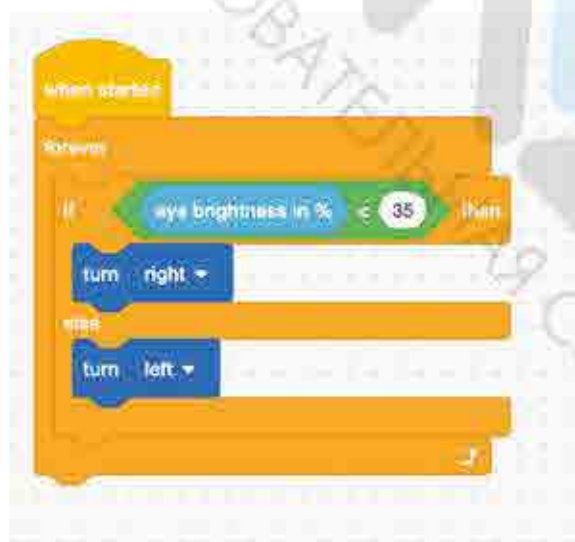 when started
forever
if eye brightness in % < 35 then
turn right
else
turn left